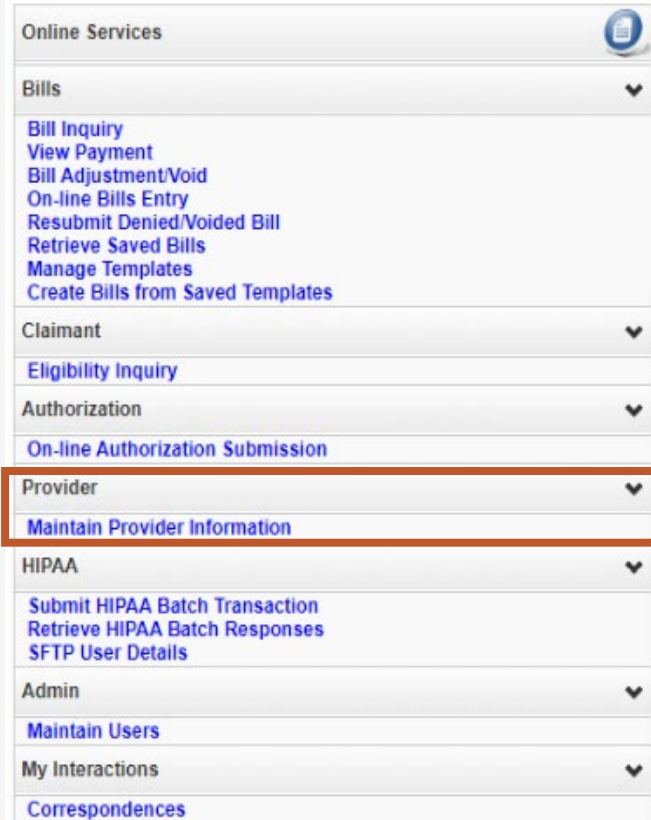 Online Services
Bills
Bill Inquiry
View Payment
Bill Adjustment/Void
On-line Bills Entry
Resubmit Denied/Voided Bill
Retrieve Saved Bills
Manage Templates
Create Bills from Saved Templates
Claimant
Eligibility Inquiry
Authorization
On-line Authorization Submission
Provider
Maintain Provider Information
HIPAA
Submit HIPAA Batch Transaction
Retrieve HIPAA Batch Responses
SFTP User Details
Admin
Maintain Users
My Interactions
Correspondences